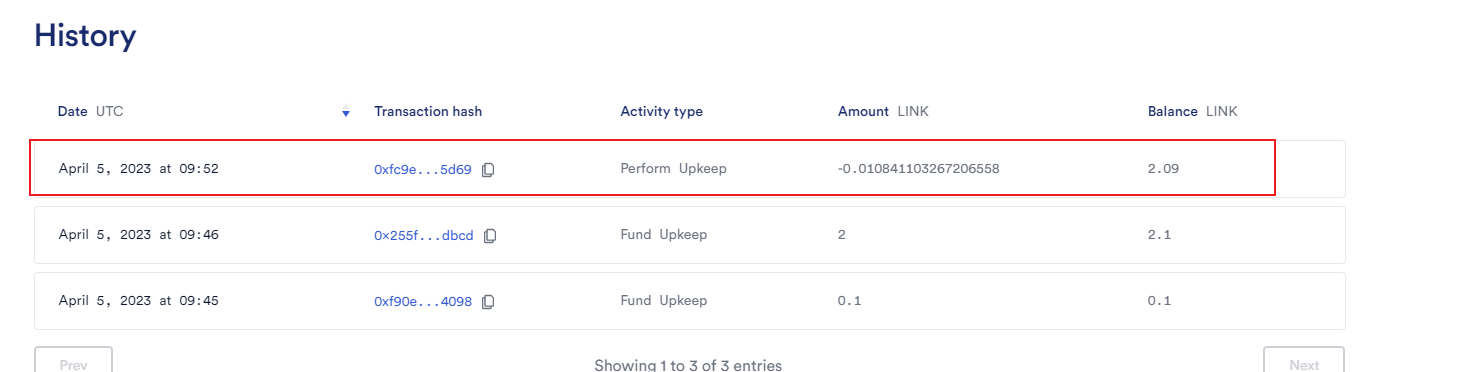 History
Date UTC Transaction hash Activity type Amount LINK Balance LINK
April 5, 2023 at 09:52 0xfc9e...5d69 Perform Upkeep -0.010841103267206558 2.09
April 5, 2023 at 09:46 0x255f...dbcd Fund Upkeep 2 2.1
April 5, 2023 at 09:45 0xf90e...4098 Fund Upkeep 0.1 0.1
Prev Showing 1 to 3 of 3 entries Next